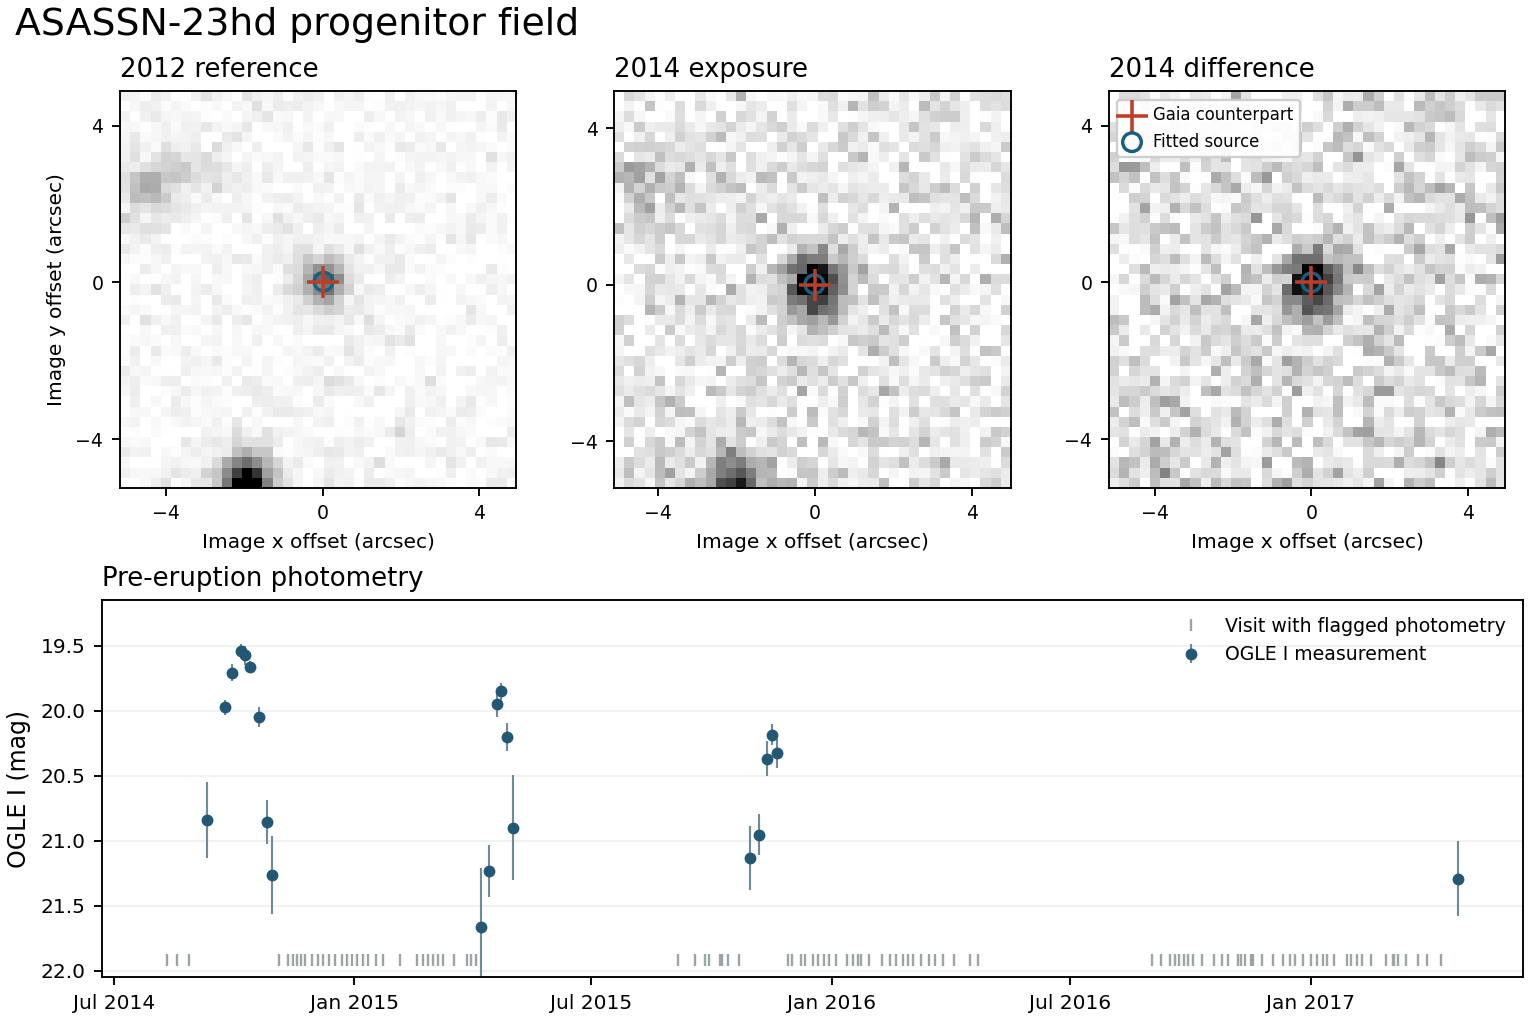 ASASSN-23hd progenitor field
2012 reference
2014 exposure
2014 difference
Gaia counterpart
Fitted source
Image y offset (arcsec)
4
0
−4
−4
0
4
Image x offset (arcsec)
4
0
−4
−4
0
4
Image x offset (arcsec)
4
0
−4
−4
0
4
Image x offset (arcsec)
Pre-eruption photometry
Visit with flagged photometry
OGLE I measurement
OGLE I (mag)
19.5
20.0
20.5
21.0
21.5
22.0
Jul 2014
Jan 2015
Jul 2015
Jan 2016
Jul 2016
Jan 2017